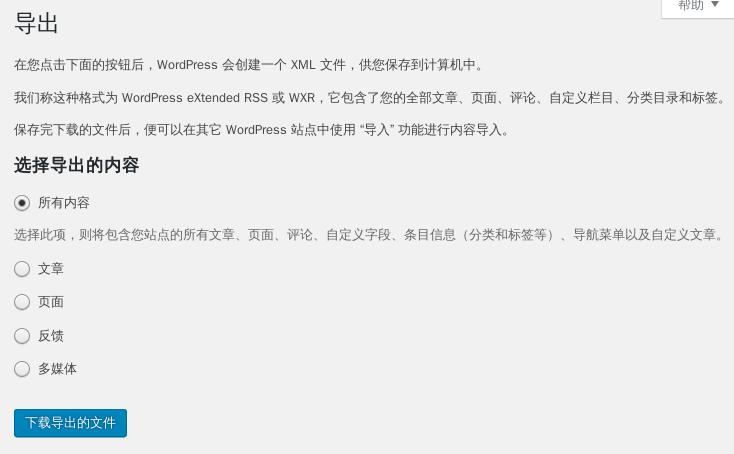 帮助
导出
在您点击下面的按钮后，WordPress 会创建一个 XML 文件，供您保存到计算机中。
我们称这种格式为 WordPress eXtended RSS 或 WXR，它包含了您的全部文章、页面、评论、自定义栏目、分类目录和标签。
保存完下载的文件后，便可以在其它 WordPress 站点中使用 “导入” 功能进行内容导入。
选择导出的内容
所有内容
选择此项，则将包含您站点的所有文章、页面、评论、自定义字段、条目信息（分类和标签等）、导航菜单以及自定义文章。
文章
页面
反馈
多媒体
下载导出的文件